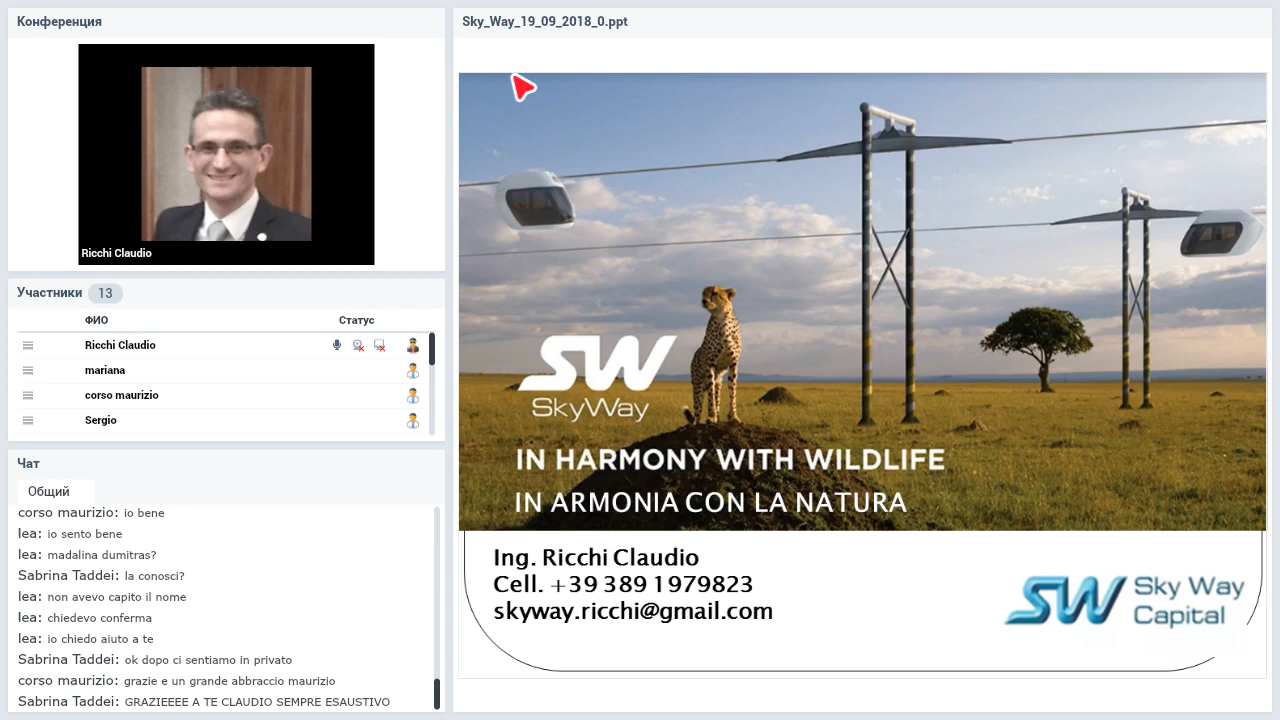 Конференция
Ricchi Claudio
Участники 13
ФИО Статус
Ricchi Claudio
mariana
corso maurizio
Sergio
Чат
Общий
corso maurizio: io bene
lea: io sento bene
lea: madalina dumitras?
Sabrina Taddei: la conosci?
lea: non avevo capito il nome
lea: chiedevo conferma
lea: io chiedo aiuto a te
Sabrina Taddei: ok dopo ci sentiamo in privato
corso maurizio: grazie e un grande abbraccio maurizio
Sabrina Taddei: GRAZIEEEE A TE CLAUDIO SEMPRE ESAUSTIVO
Sky_Way_19_09_2018_0.ppt
SW
SkyWay
IN HARMONY WITH WILDLIFE
IN ARMONIA CON LA NATURA
Ing. Ricchi Claudio
Cell. +39 389 1979823
skyway.ricchi@gmail.com
SW Sky Way
Capital